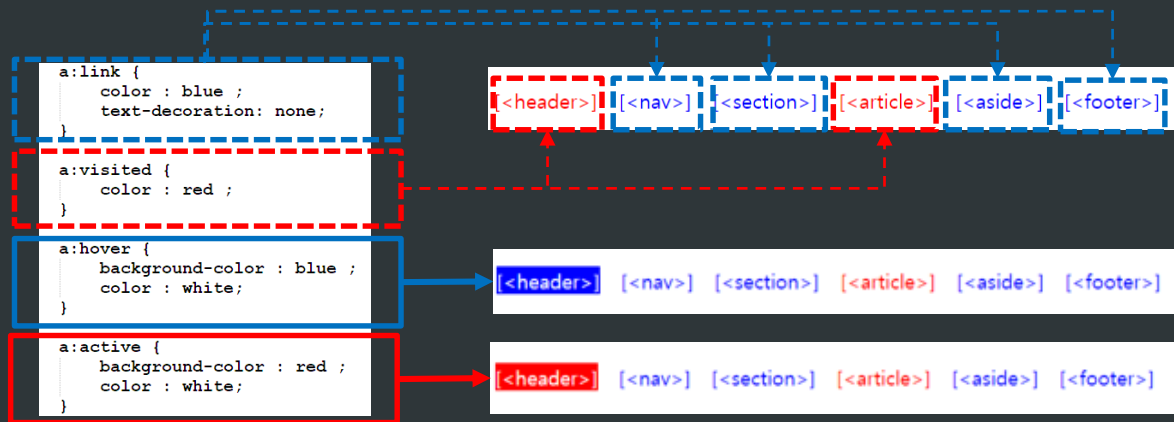 a:link {
color : blue ;
text-decoration: none;
}
a:visited {
color : red ;
}
a:hover {
background-color : blue ;
color : white;
}
a:active {
background-color : red ;
color : white;
}
[<header>] [<nav>] [<section>] [<article>] [<aside>] [<footer>]
[<header>] [<nav>] [<section>] [<article>] [<aside>] [<footer>]
[<header>] [<nav>] [<section>] [<article>] [<aside>] [<footer>]